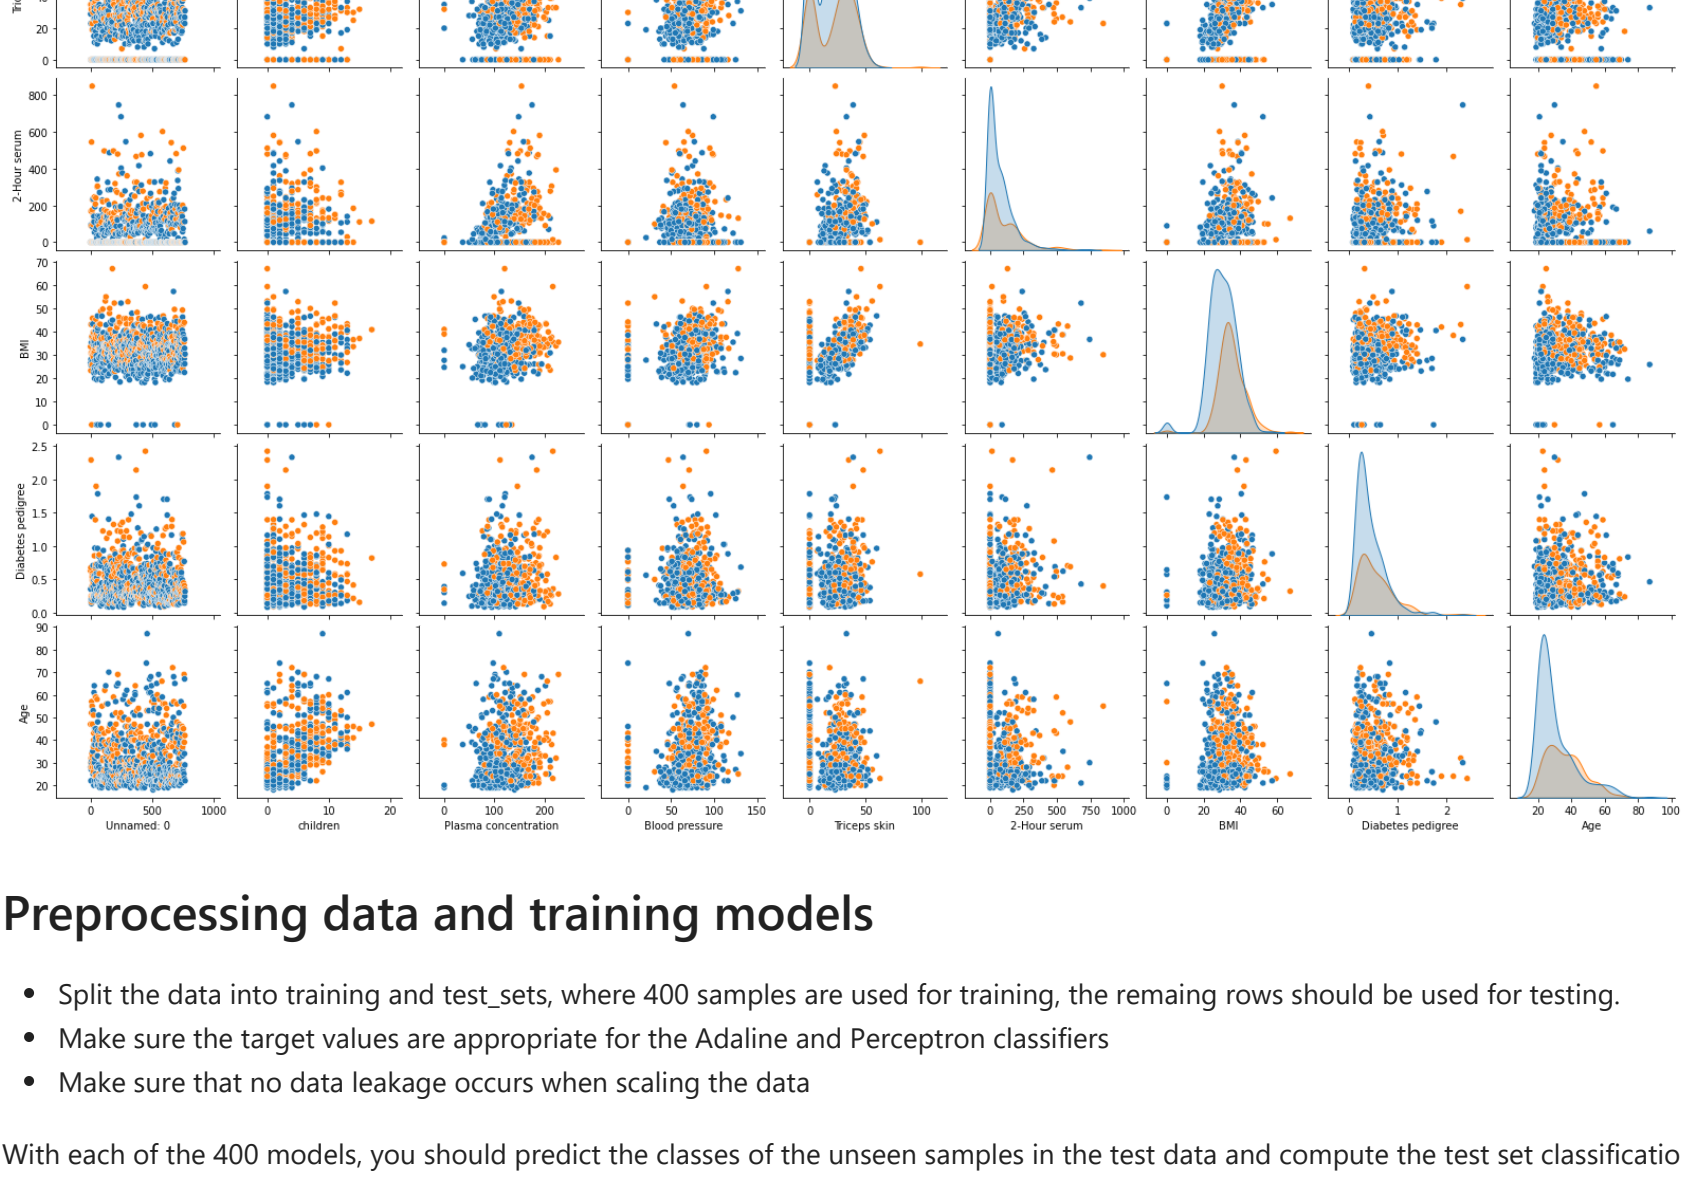 Tric
20
0
800
600
400
200
0
2-Hour serum
70
60
50
40
30
20
10
0
BMI
2.5
2.0
1.5
1.0
0.5
0.0
Diabetes pedigree
90
80
70
60
50
40
30
20
Age
0 500 1000 0 10 20 0 100 200 0 50 100 150 0 50 100 0 250 500 750 1000 0 20 40 60 0 1 2 20 40 60 80 100
Unnamed: 0 children Plasma concentration Blood pressure Triceps skin 2-Hour serum BMI Diabetes pedigree Age
Preprocessing data and training models
• Split the data into training and test_sets, where 400 samples are used for training, the remaing rows should be used for testing.
• Make sure the target values are appropriate for the Adaline and Perceptron classifiers
• Make sure that no data leakage occurs when scaling the data
With each of the 400 models, you should predict the classes of the unseen samples in the test data and compute the test set classificatio